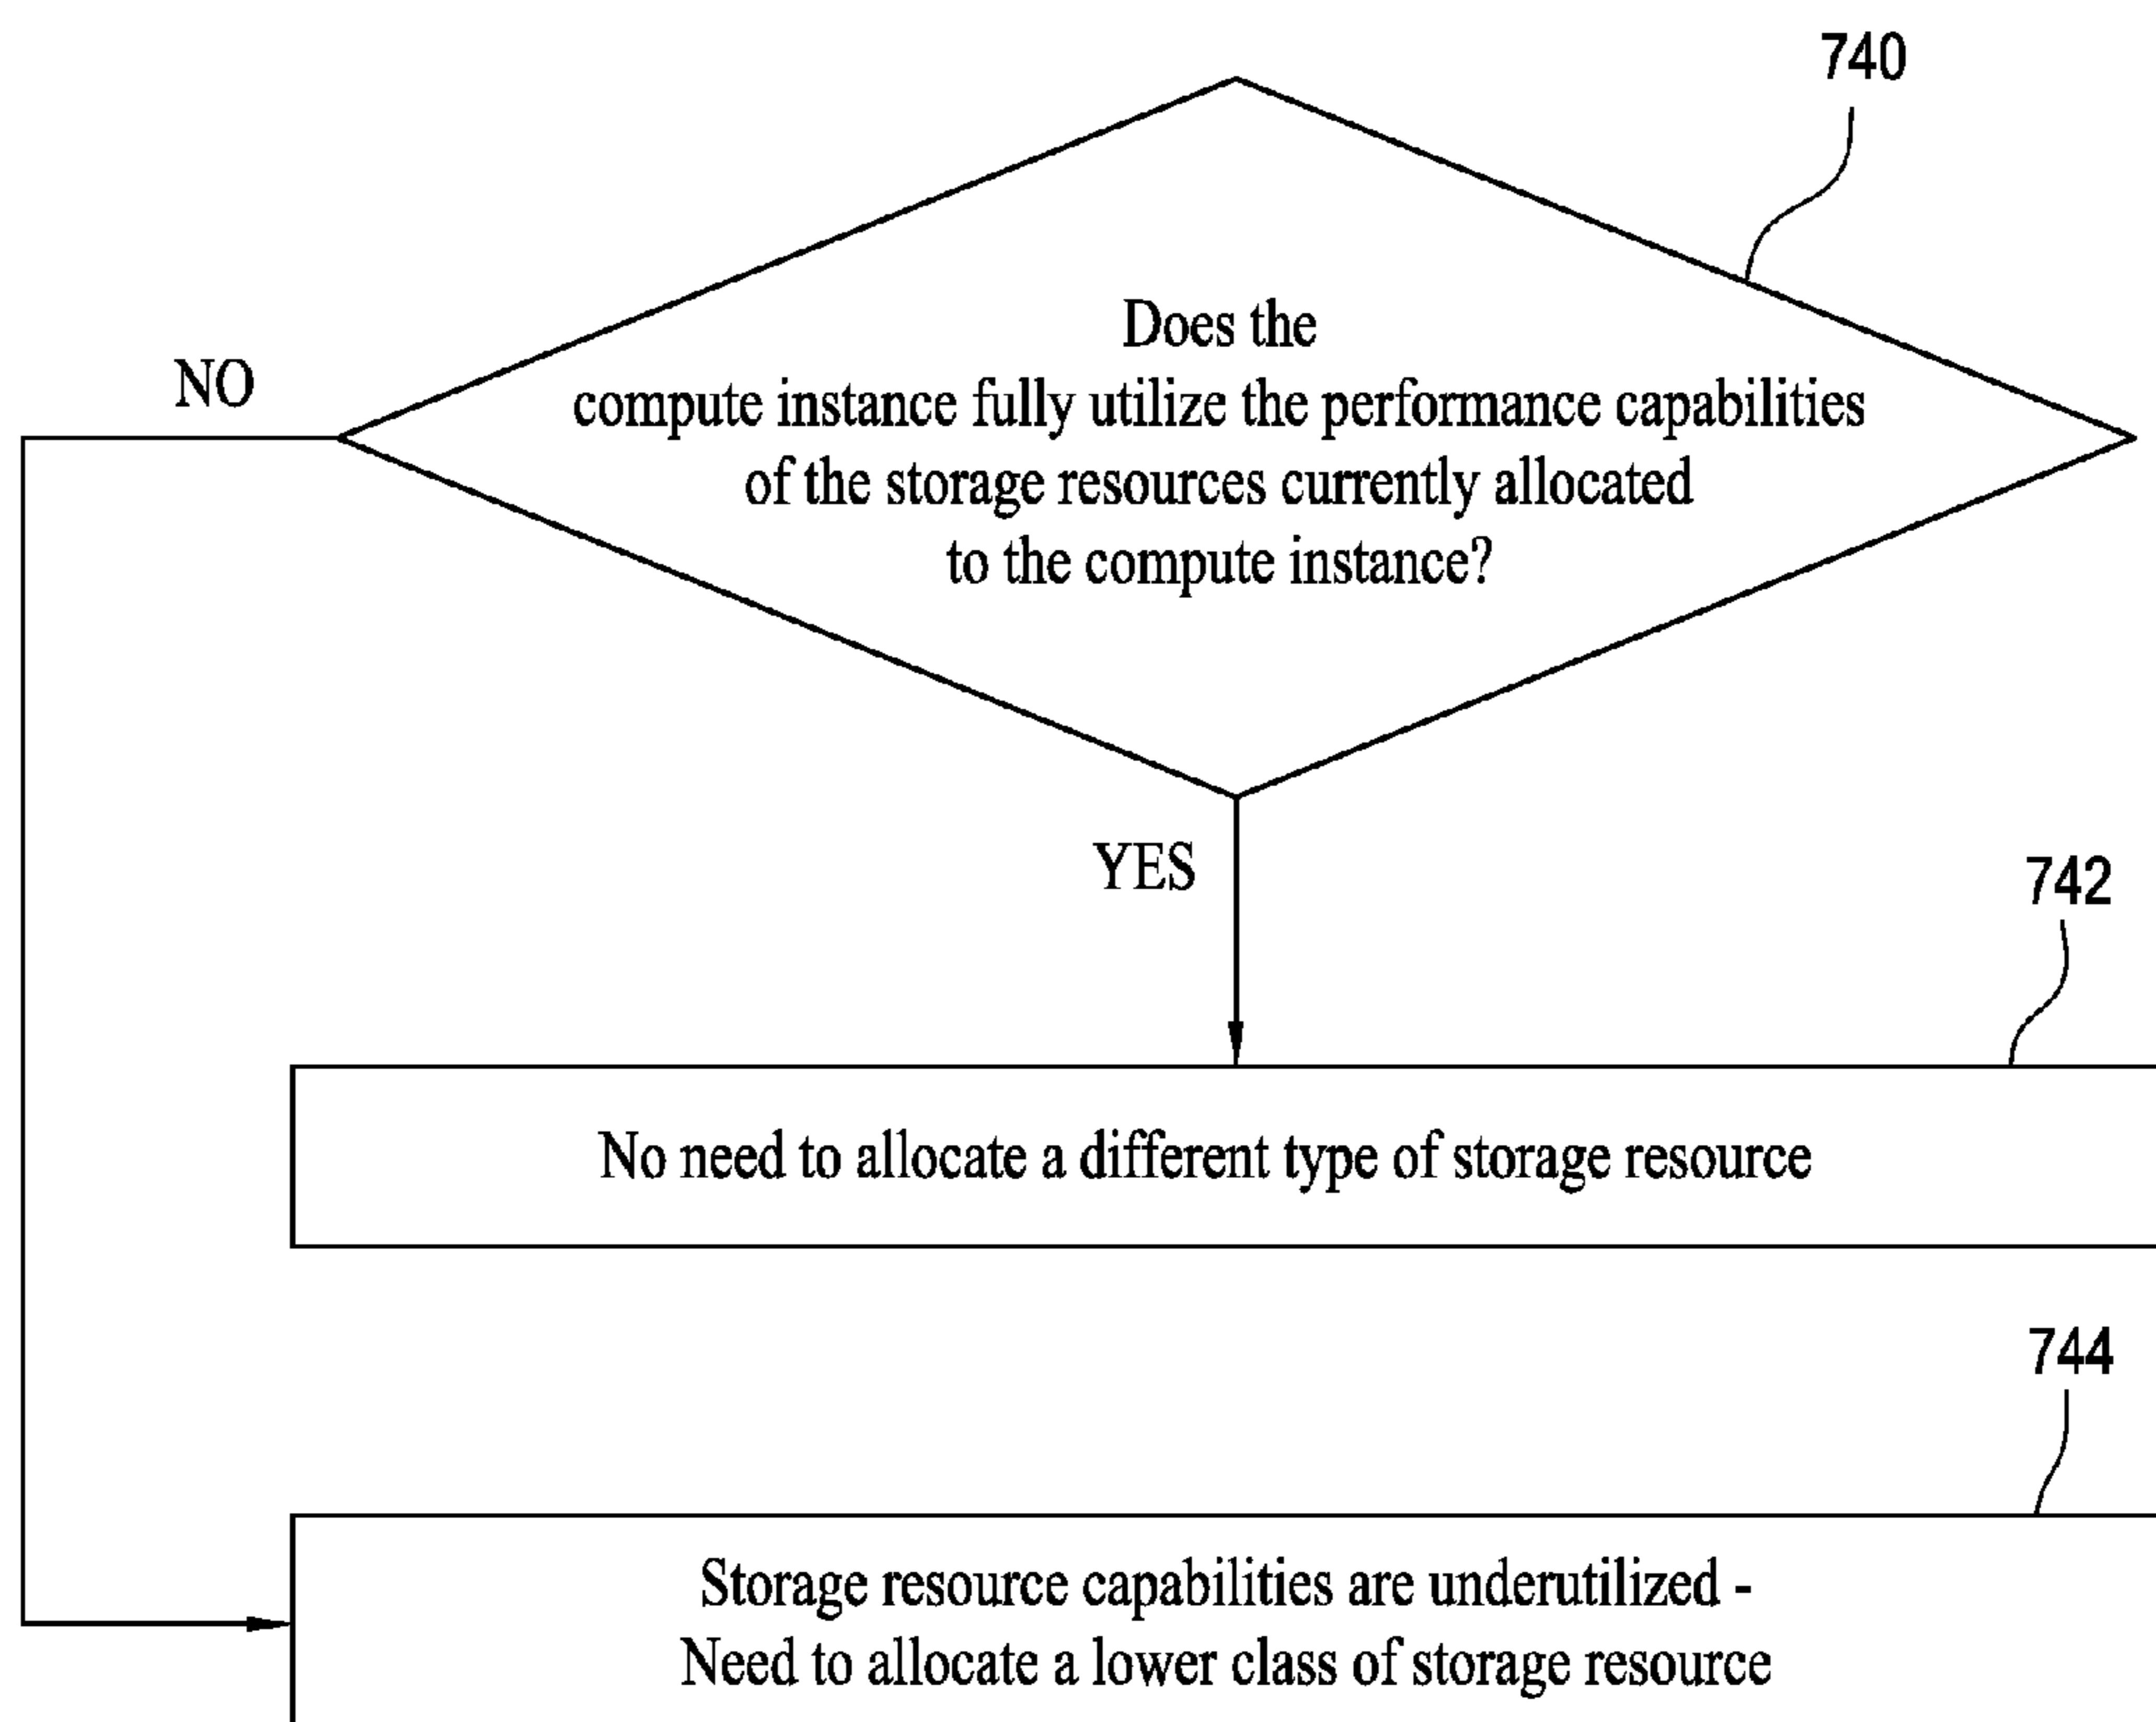 740
Does the
compute instance fully utilize the performance capabilities
of the storage resources currently allocated
to the compute instance?
NO
YES
742
No need to allocate a different type of storage resource
744
Storage resource capabilities are underutilized -
Need to allocate a lower class of storage resource